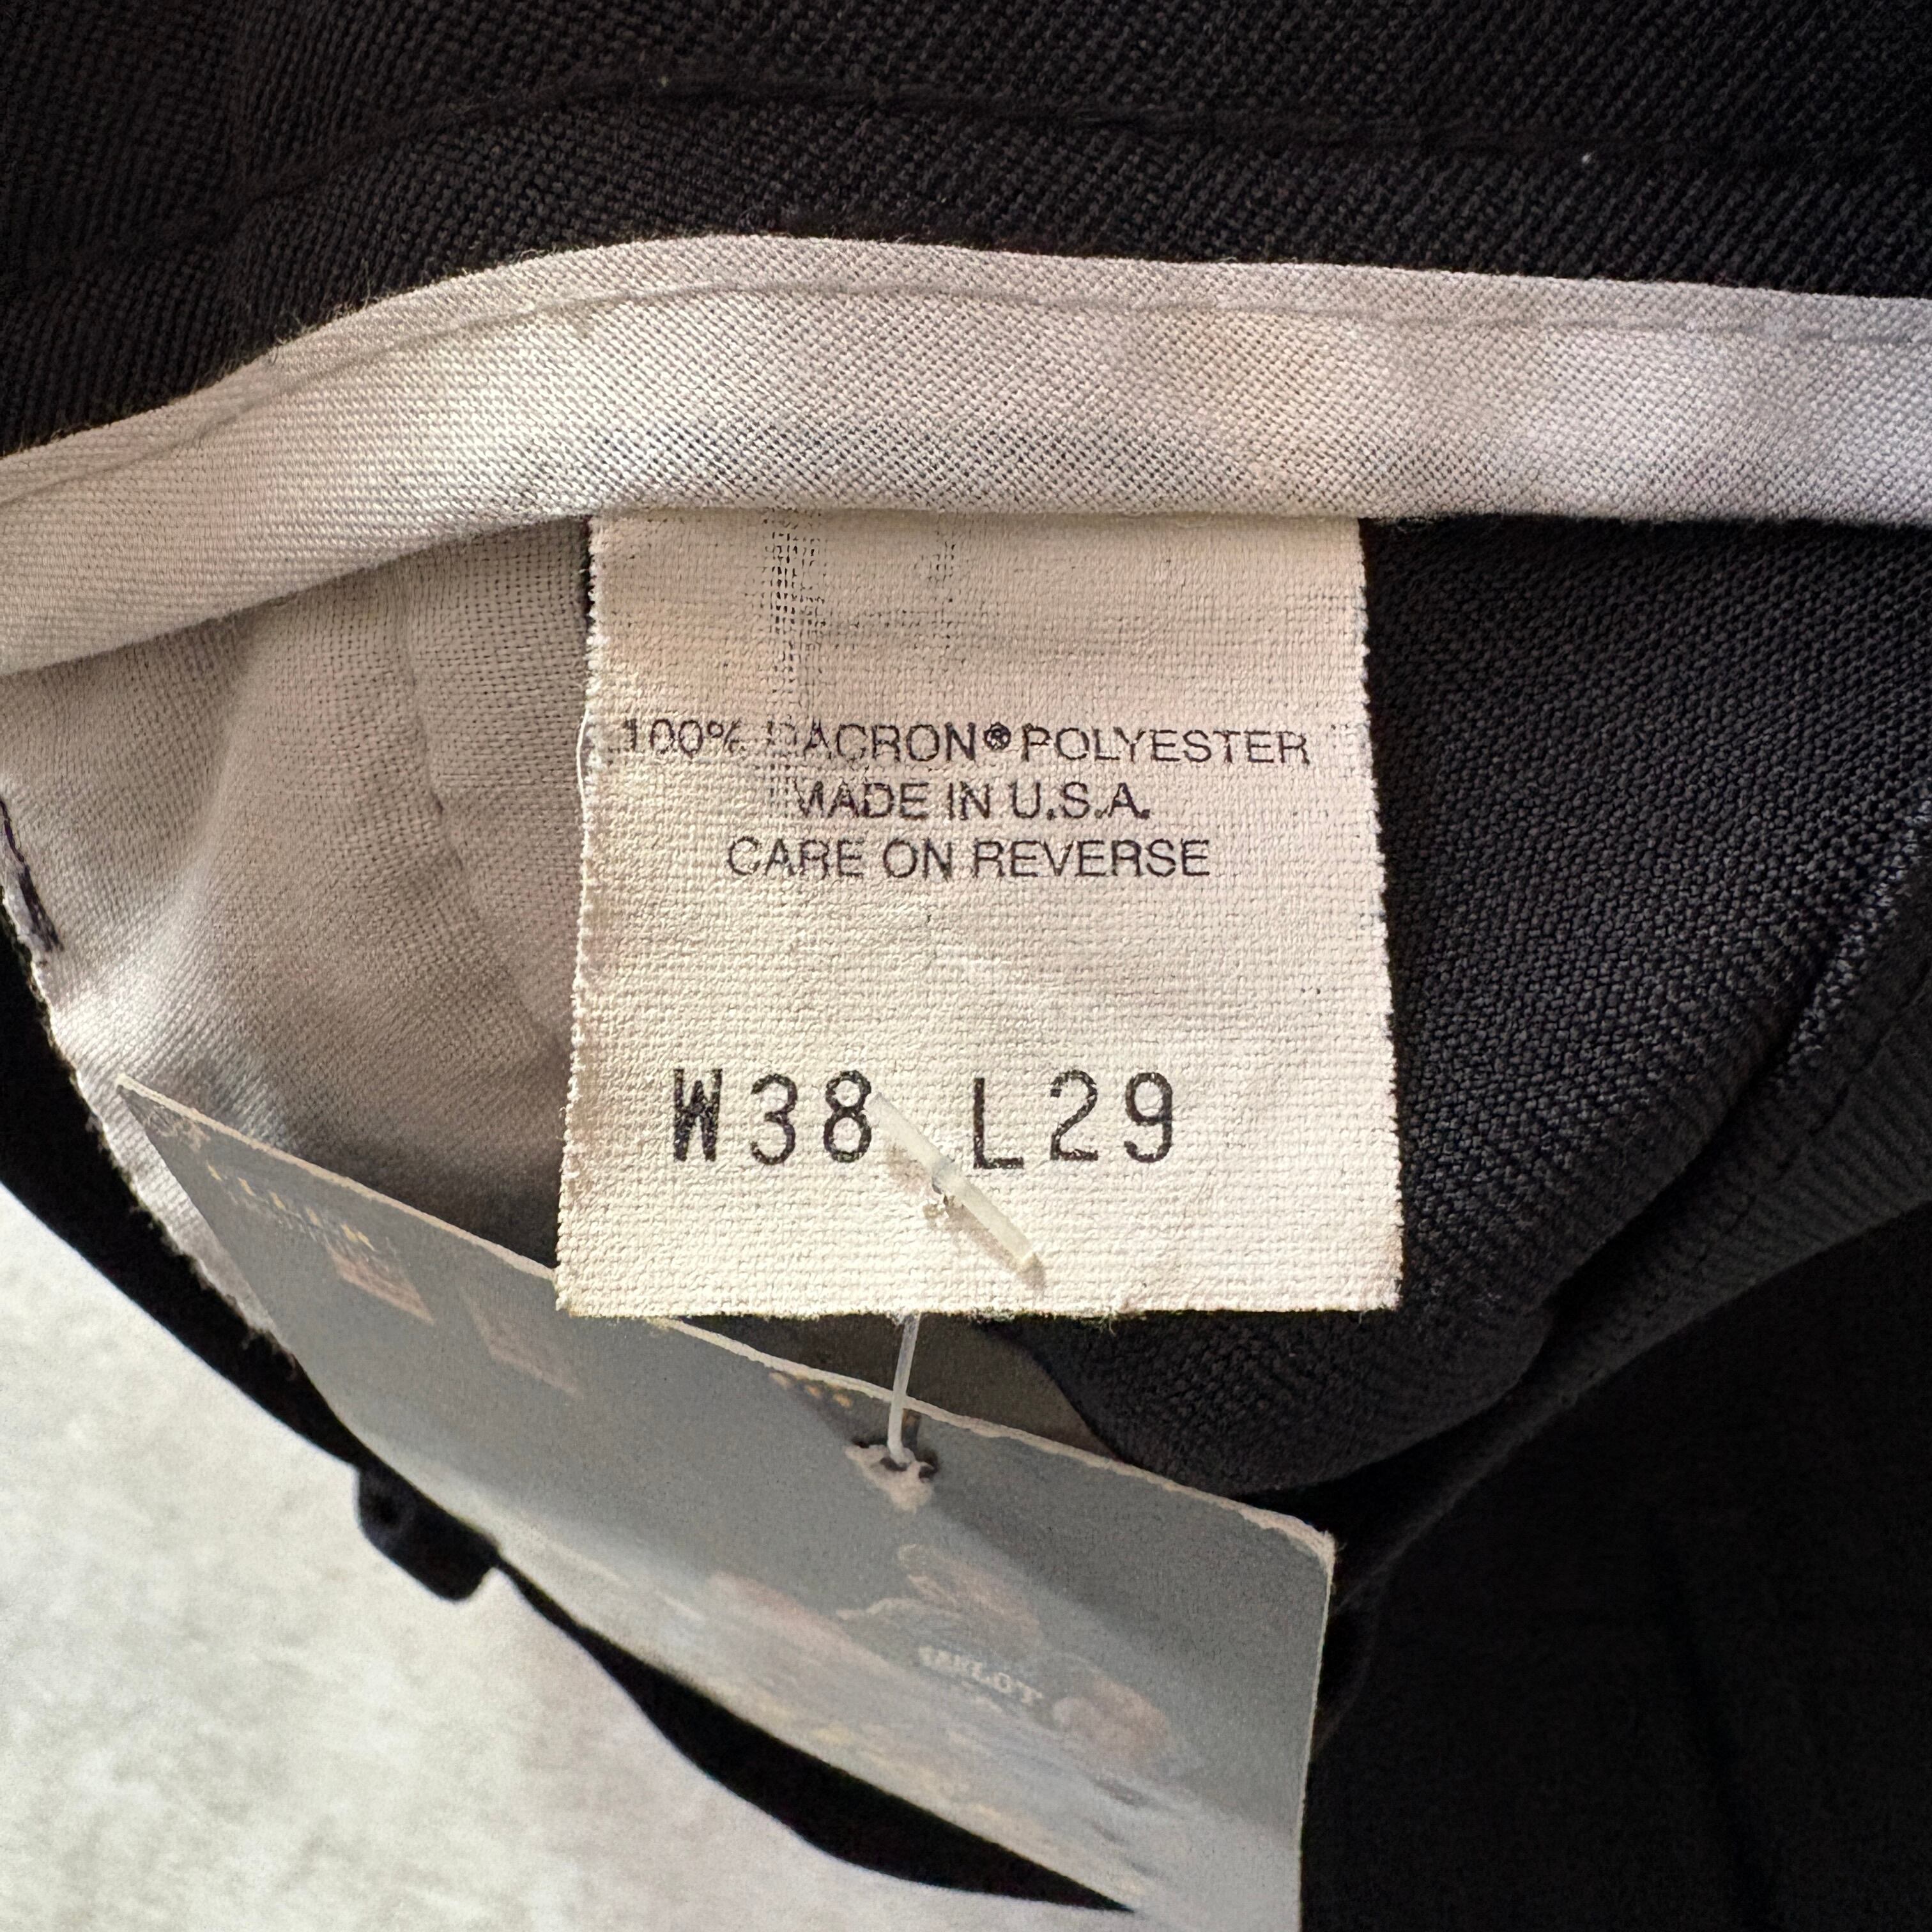 100% DACRON® POLYESTER
MADE IN U.S.A.
CARE ON REVERSE
W38 L29